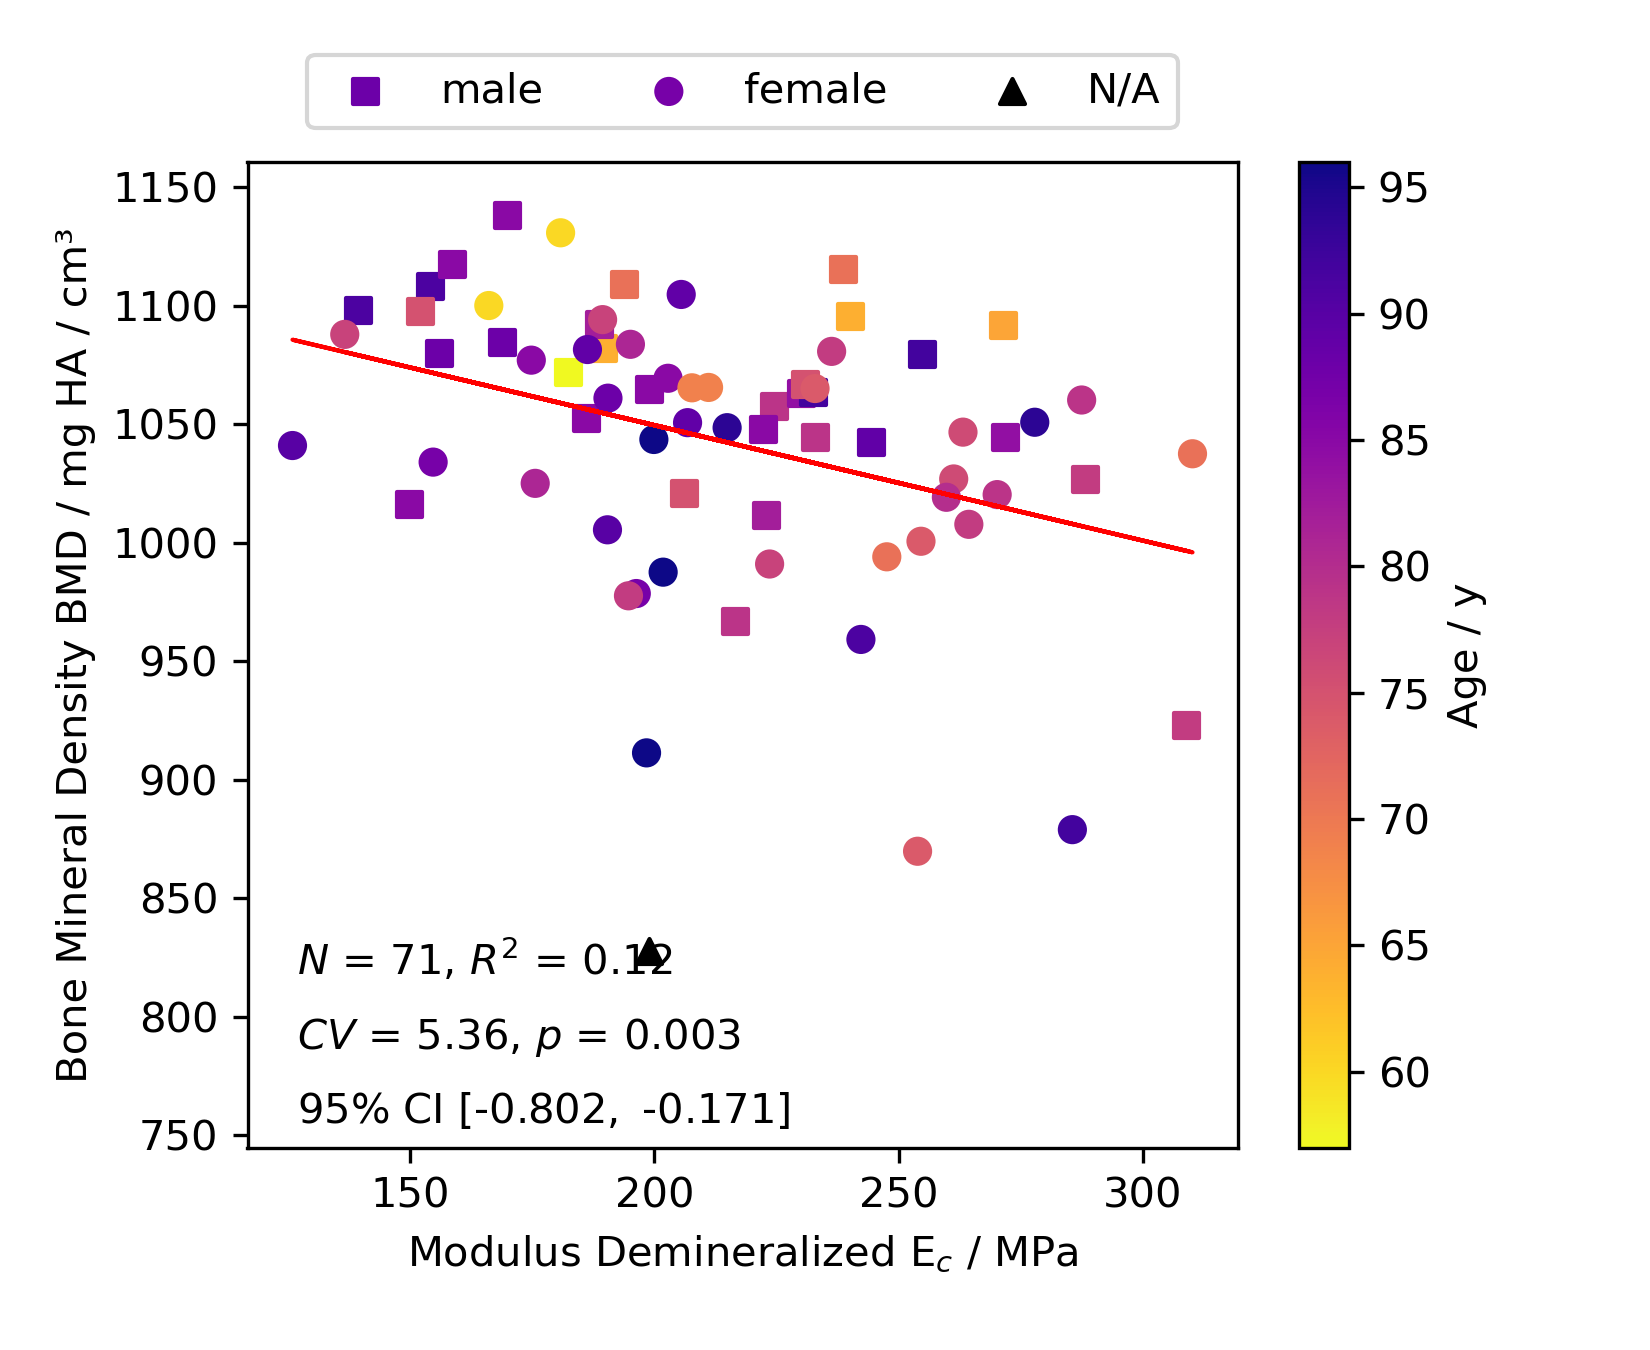 male female N/A
1150
1100
1050
1000
950
900
850
800
750
Bone Mineral Density BMD / mg HA / cm³
N = 71, R² = 0.12
CV = 5.36, p = 0.003
95% CI [-0.802, -0.171]
150 200 250 300
Modulus Demineralized E_c / MPa
95
90
85
80
75
70
65
60
Age / y